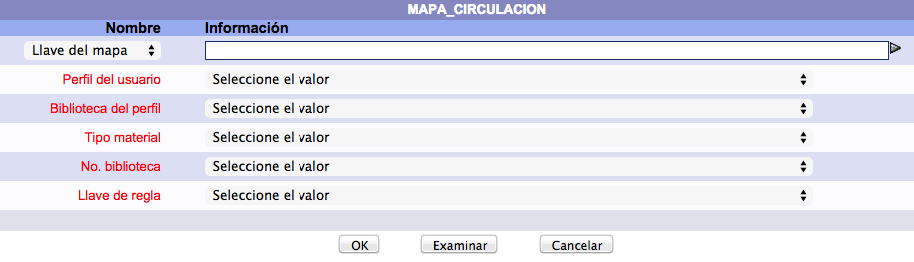 MAPA_CIRCULACION
Nombre Información
Llave del mapa
Perfil del usuario Seleccione el valor
Biblioteca del perfil Seleccione el valor
Tipo material Seleccione el valor
No. biblioteca Seleccione el valor
Llave de regla Seleccione el valor
OK Examinar Cancelar